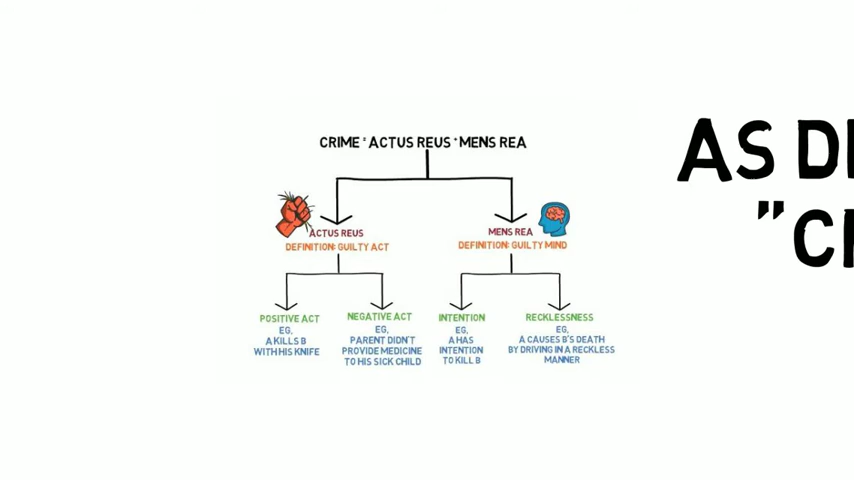 CRIME = ACTUS REUS + MENS REA
ACTUS REUS
DEFINITION: GUILTY ACT
MENS REA
DEFINITION: GUILTY MIND
POSITIVE ACT
EG,
A KILLS B
WITH HIS KNIFE
NEGATIVE ACT
EG,
PARENT DIDN'T
PROVIDE MEDICINE
TO HIS SICK CHILD
INTENTION
EG,
A HAS
INTENTION
TO KILL B
RECKLESSNESS
EG,
A CAUSES B'S DEATH
BY DRIVING IN A RECKLESS
MANNER
AS